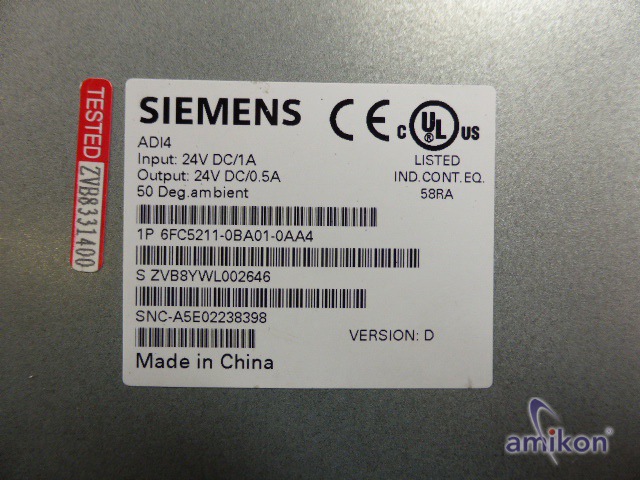 TESTED ZVB8331400
SIEMENS
CE
c UL us
®
ADI4
Input: 24V DC/1A
Output: 24V DC/0.5A
50 Deg.ambient
LISTED
IND.CONT.EQ.
58RA
1P 6FC5211-0BA01-0AA4
S ZVB8YWL002646
SNC-A5E02238398
VERSION: D
Made in China
amikon